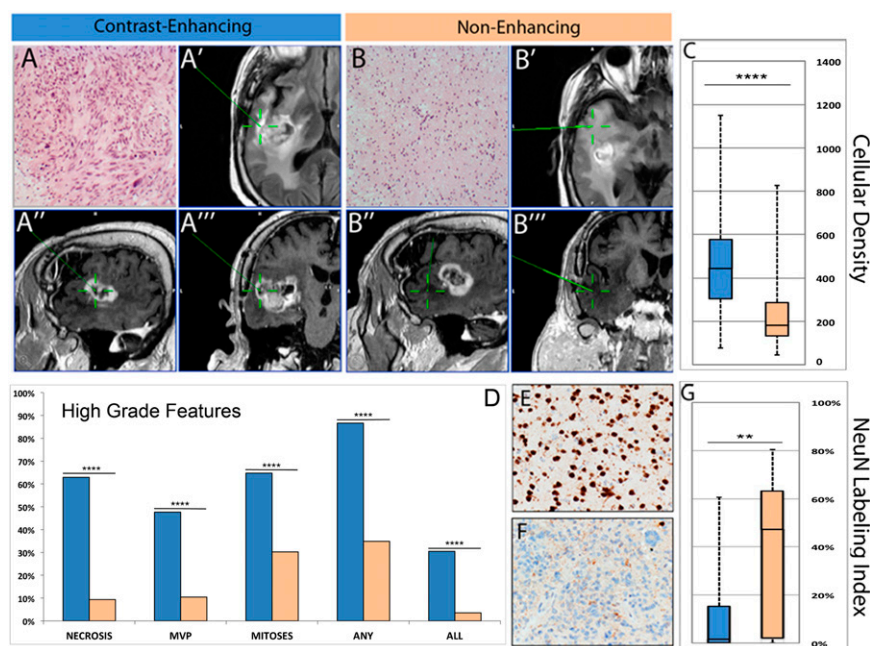 Contrast-Enhancing
Non-Enhancing
A
A'
B
B'
C
****
1400
1200
1000
800
600
400
200
0
Cellular Density
A''
A'''
B''
B'''
D
High Grade Features
100%
90%
80%
70%
60%
50%
40%
30%
20%
10%
0%
****
****
****
****
****
NECROSIS
MVP
MITOSES
ANY
ALL
E
F
G
**
100%
80%
60%
40%
20%
0%
NeuN Labeling Index